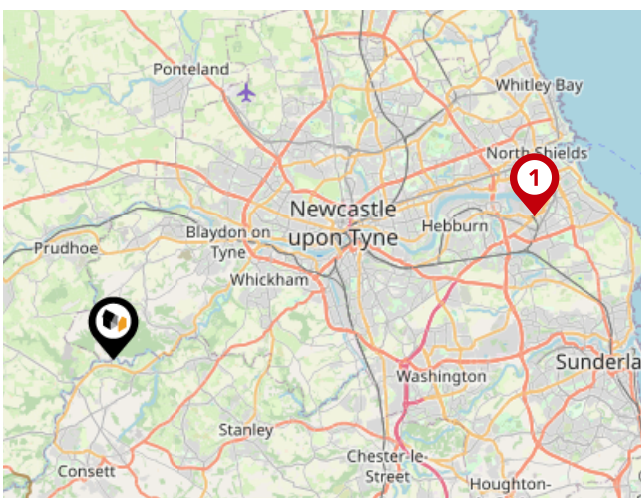 Ponteland
Whitley Bay
North Shields
1
Newcastle
upon Tyne
Hebburn
Blaydon on
Tyne
Prudhoe
Whickham
Sunderla
Washington
Stanley
Chester-le-
Street
Consett
Houghton-